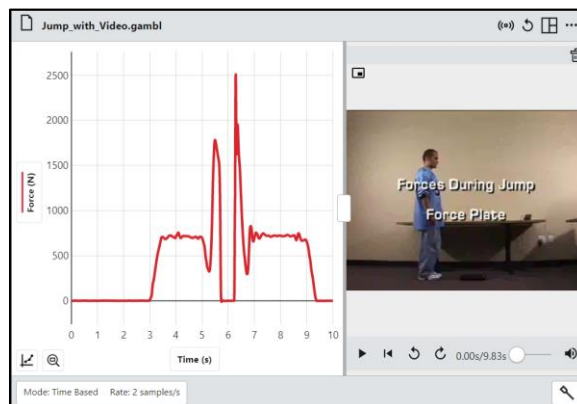 Jump_with_Video.gambl
Force (N)
2500
2000
1500
1000
500
0
0 1 2 3 4 5 6 7 8 9 10
Time (s)
Forces During Jump
Force Plate
0.00s/9.83s
Mode: Time Based Rate: 2 samples/s